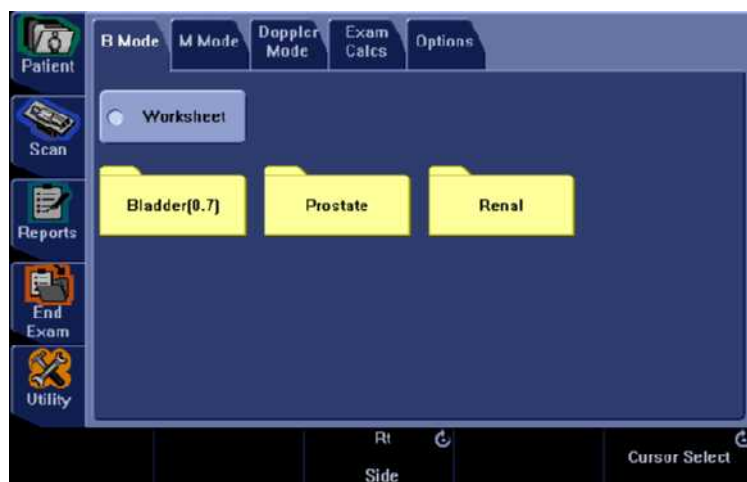 Patient
Scan
Reports
End
Exam
Utility
B Mode
M Mode
Doppler
Mode
Exam
Calcs
Options
Worksheet
Bladder(0.7)
Prostate
Renal
Rt
Side
Cursor Select